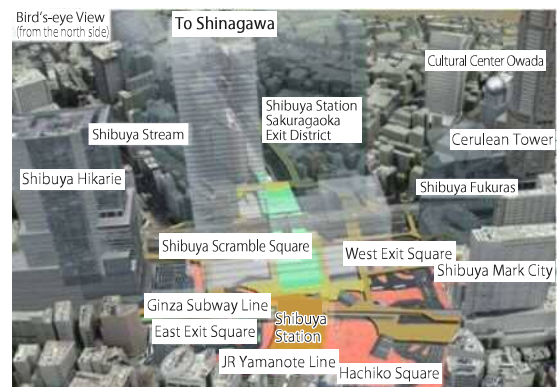 Bird's-eye View
(from the north side)
To Shinagawa
Cultural Center Owada
Shibuya Station
Sakuragaoka
Exit District
Shibuya Stream
Cerulean Tower
Shibuya Hikarie
Shibuya Fukuras
Shibuya Scramble Square
West Exit Square
Shibuya Mark City
Ginza Subway Line
East Exit Square
Shibuya
Station
JR Yamanote Line
Hachiko Square